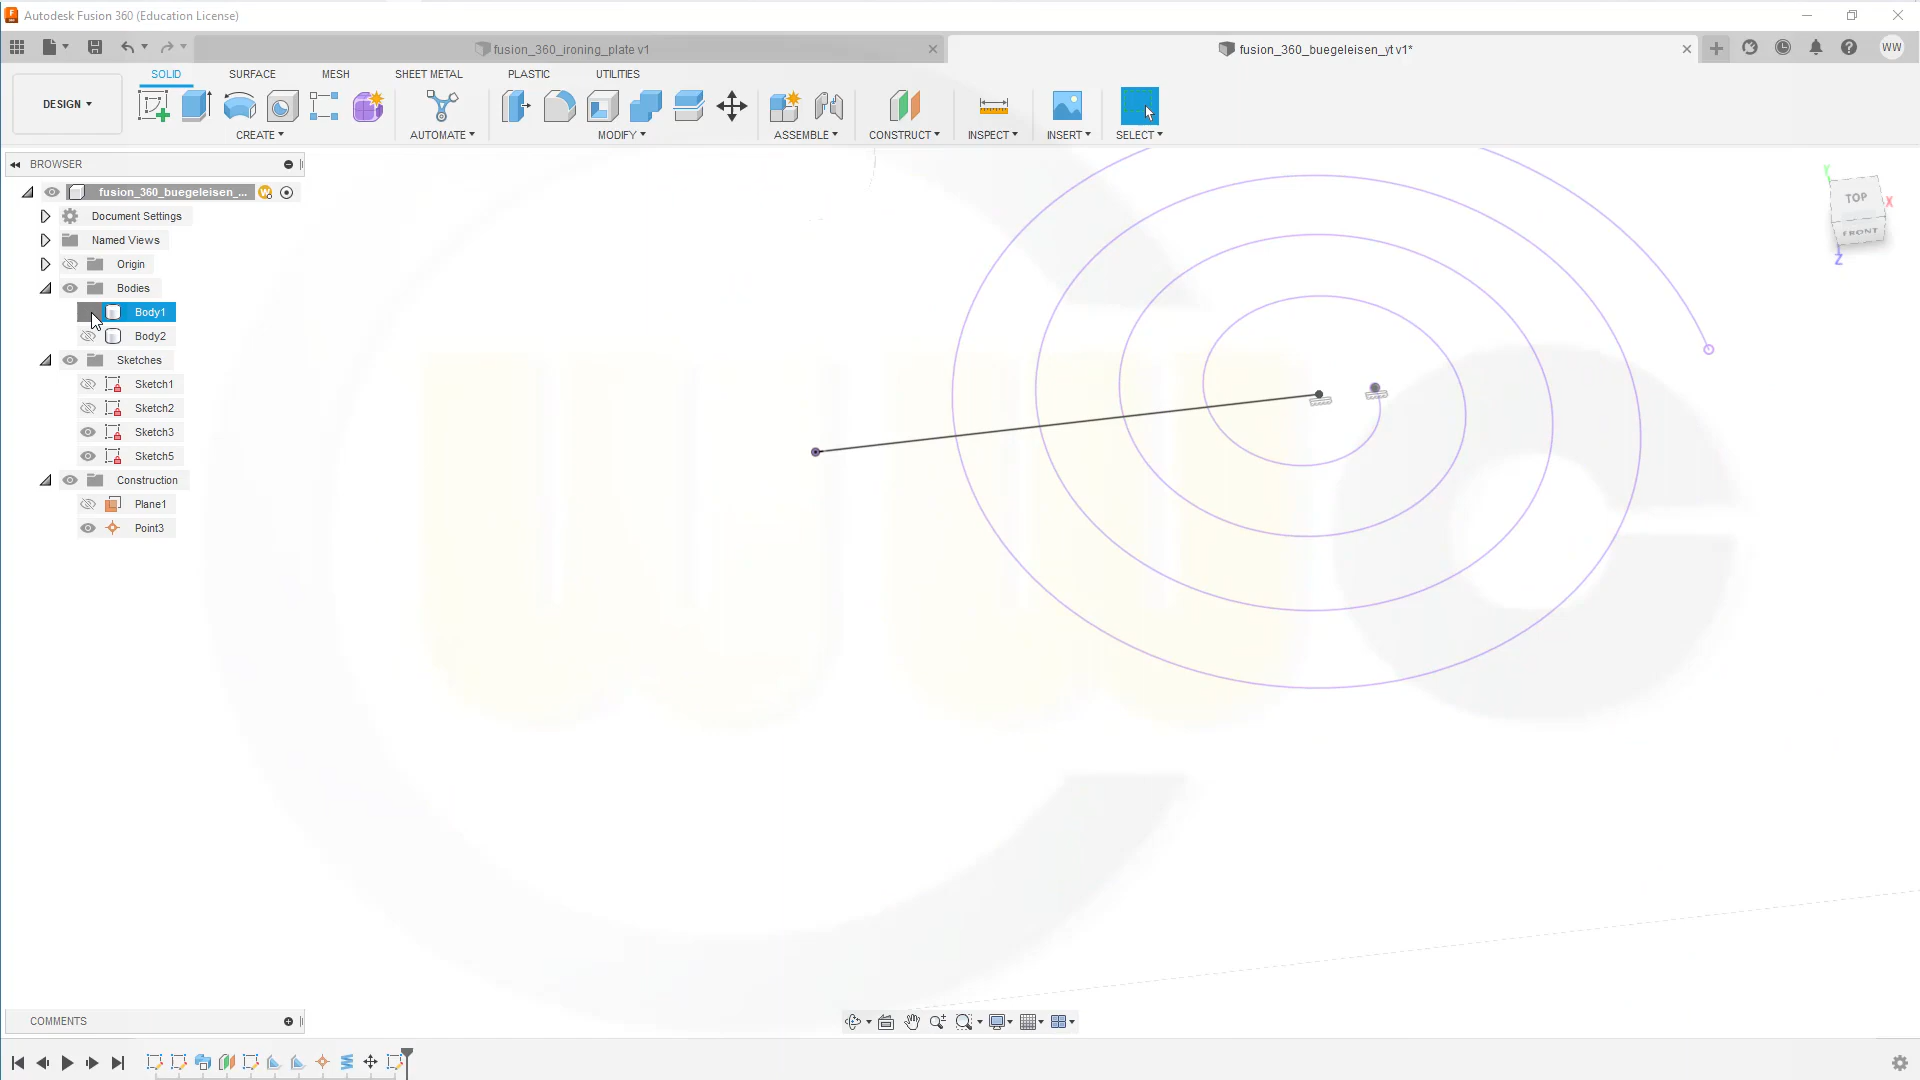 Autodesk Fusion 360 (Education License)
fusion_360_ironing_plate v1
fusion_360_buegeleisen_yt v1*
WW
DESIGN
SOLID
SURFACE
MESH
SHEET METAL
PLASTIC
UTILITIES
CREATE
AUTOMATE
MODIFY
ASSEMBLE
CONSTRUCT
INSPECT
INSERT
SELECT
BROWSER
fusion_360_buegeleisen_...
Document Settings
Named Views
Origin
Bodies
Body1
Body2
Sketches
Sketch1
Sketch2
Sketch3
Sketch5
Construction
Plane1
Point3
TOP
FRONT
X
Y
Z
COMMENTS